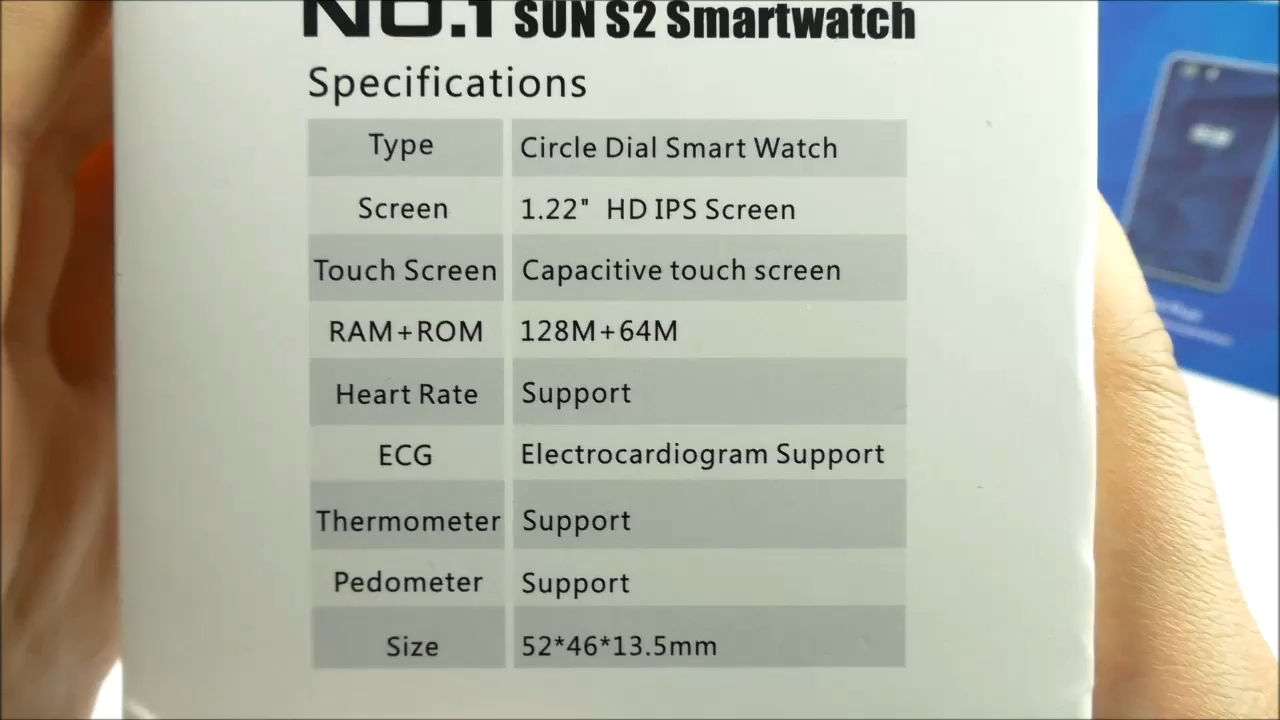 NO.1 SUN S2 Smartwatch
Specifications
Type Circle Dial Smart Watch
Screen 1.22" HD IPS Screen
Touch Screen Capacitive touch screen
RAM+ROM 128M+64M
Heart Rate Support
ECG Electrocardiogram Support
Thermometer Support
Pedometer Support
Size 52*46*13.5mm